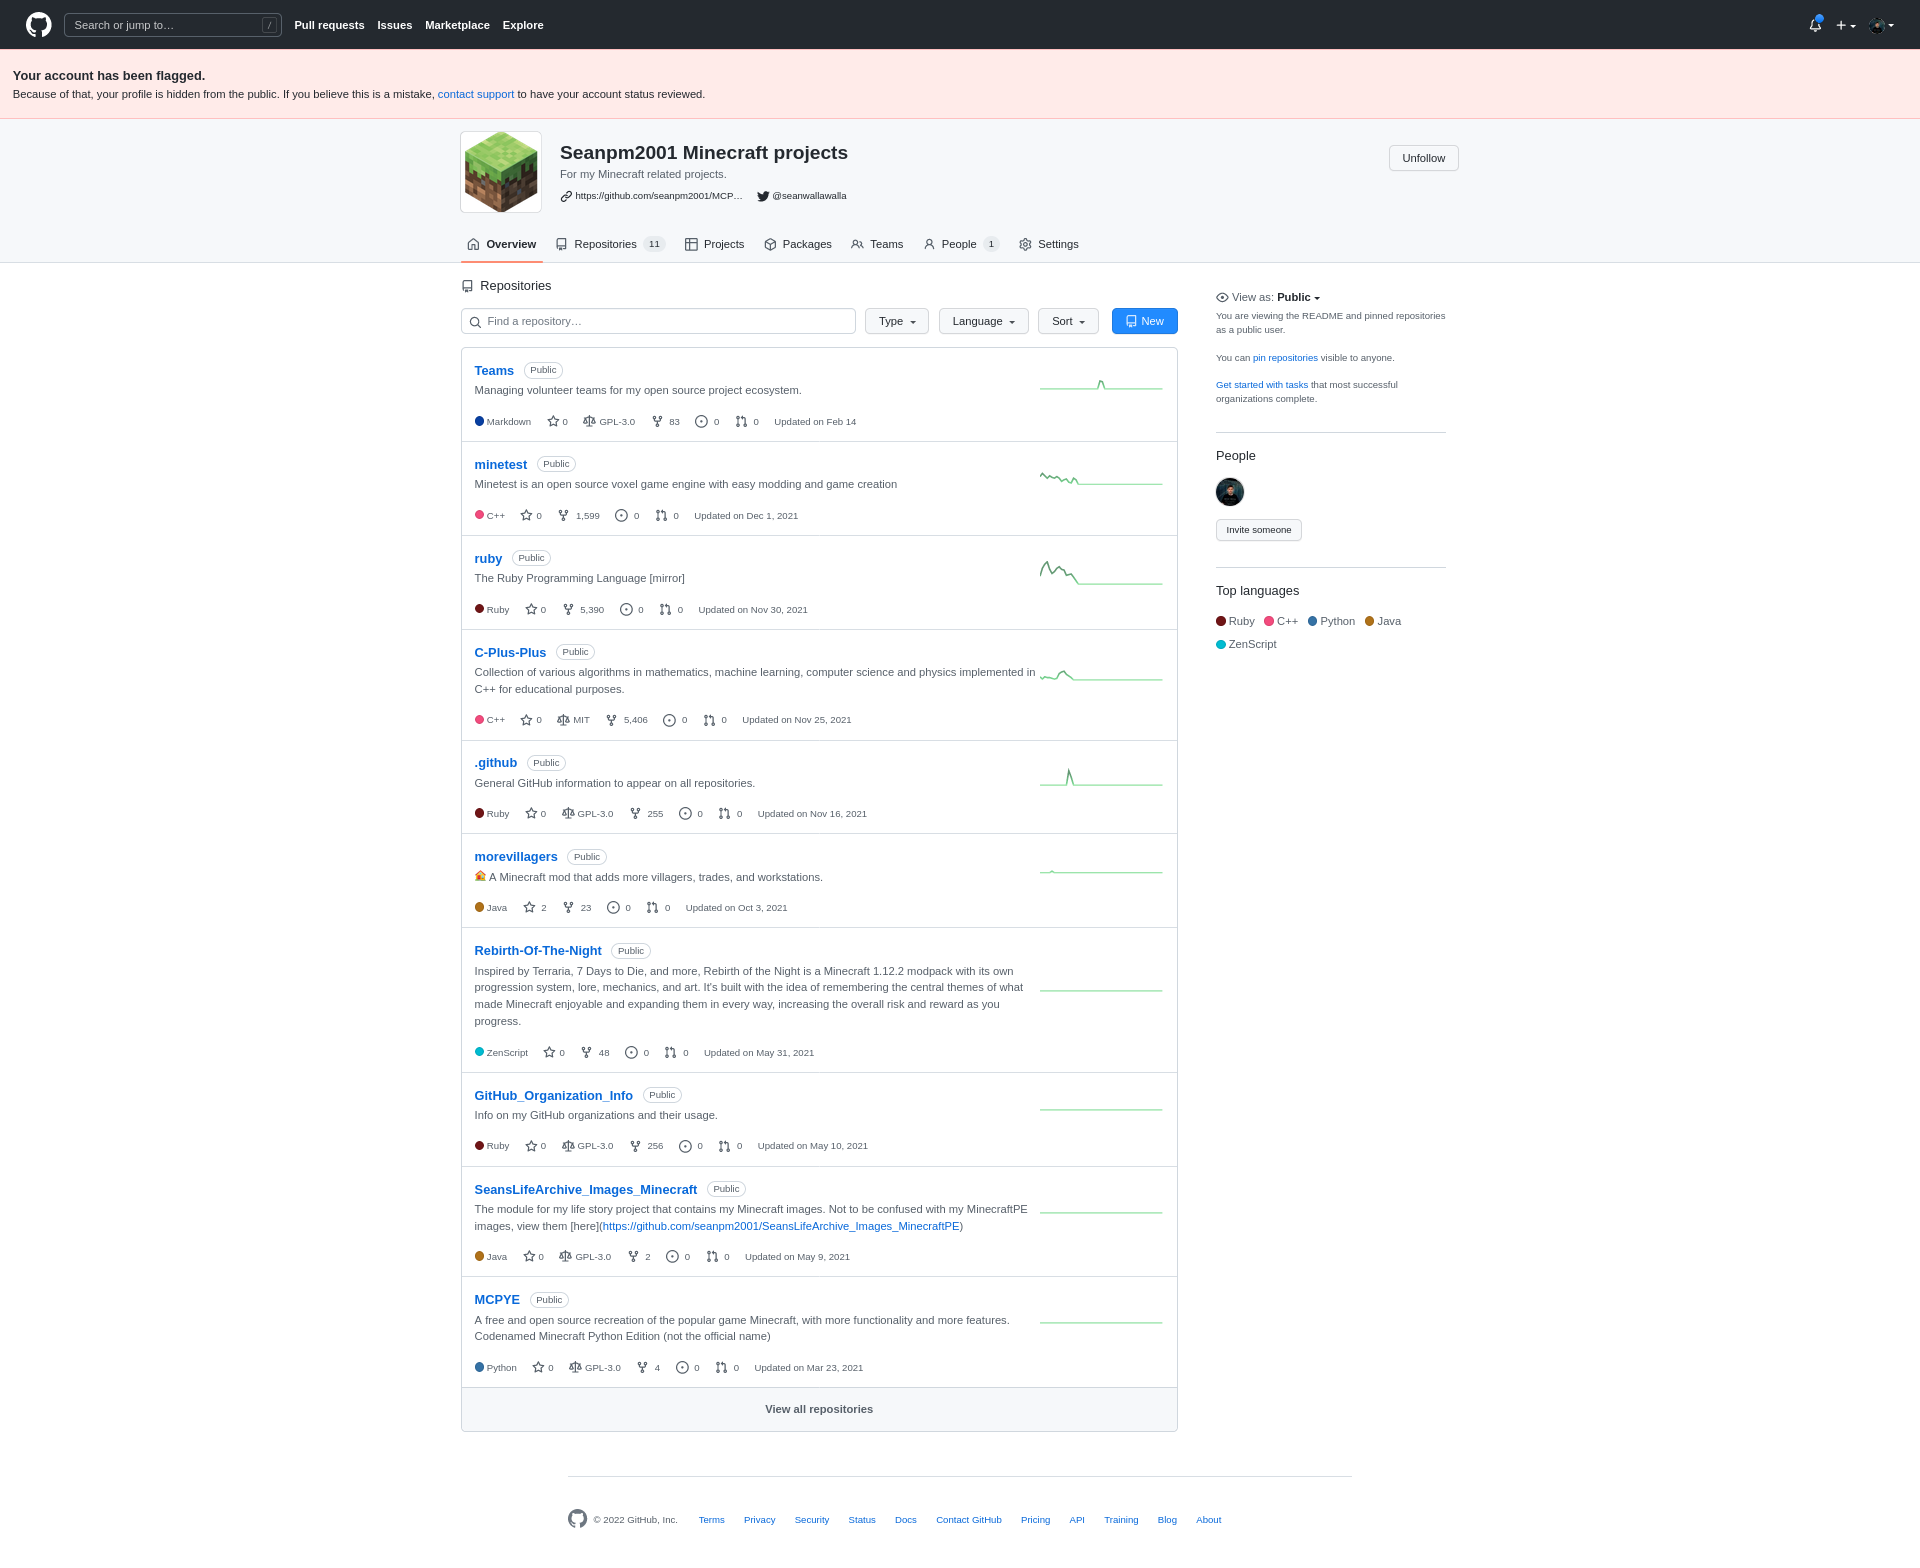 Search or jump to… /
Pull requests Issues Marketplace Explore
Your account has been flagged.
Because of that, your profile is hidden from the public. If you believe this is a mistake, contact support to have your account status reviewed.
Seanpm2001 Minecraft projects
For my Minecraft related projects.
https://github.com/seanpm2001/MCP… @seanwallawalla
Unfollow
Overview Repositories 11 Projects Packages Teams People 1 Settings
Repositories
Find a repository… Type Language Sort New
Teams Public
Managing volunteer teams for my open source project ecosystem.
Markdown 0 GPL-3.0 83 0 0 Updated on Feb 14
minetest Public
Minetest is an open source voxel game engine with easy modding and game creation
C++ 0 1,599 0 0 Updated on Dec 1, 2021
ruby Public
The Ruby Programming Language [mirror]
Ruby 0 5,390 0 0 Updated on Nov 30, 2021
C-Plus-Plus Public
Collection of various algorithms in mathematics, machine learning, computer science and physics implemented in
C++ for educational purposes.
C++ 0 MIT 5,406 0 0 Updated on Nov 25, 2021
.github Public
General GitHub information to appear on all repositories.
Ruby 0 GPL-3.0 255 0 0 Updated on Nov 16, 2021
morevillagers Public
A Minecraft mod that adds more villagers, trades, and workstations.
Java 2 23 0 0 Updated on Oct 3, 2021
Rebirth-Of-The-Night Public
Inspired by Terraria, 7 Days to Die, and more, Rebirth of the Night is a Minecraft 1.12.2 modpack with its own
progression system, lore, mechanics, and art. It's built with the idea of remembering the central themes of what
made Minecraft enjoyable and expanding them in every way, increasing the overall risk and reward as you
progress.
ZenScript 0 48 0 0 Updated on May 31, 2021
GitHub_Organization_Info Public
Info on my GitHub organizations and their usage.
Ruby 0 GPL-3.0 256 0 0 Updated on May 10, 2021
SeansLifeArchive_Images_Minecraft Public
The module for my life story project that contains my Minecraft images. Not to be confused with my MinecraftPE
images, view them [here](https://github.com/seanpm2001/SeansLifeArchive_Images_MinecraftPE)
Java 0 GPL-3.0 2 0 0 Updated on May 9, 2021
MCPYE Public
A free and open source recreation of the popular game Minecraft, with more functionality and more features.
Codenamed Minecraft Python Edition (not the official name)
Python 0 GPL-3.0 4 0 0 Updated on Mar 23, 2021
View all repositories
View as: Public
You are viewing the README and pinned repositories
as a public user.
You can pin repositories visible to anyone.
Get started with tasks that most successful
organizations complete.
People
Invite someone
Top languages
Ruby C++ Python Java
ZenScript
© 2022 GitHub, Inc. Terms Privacy Security Status Docs Contact GitHub Pricing API Training Blog About